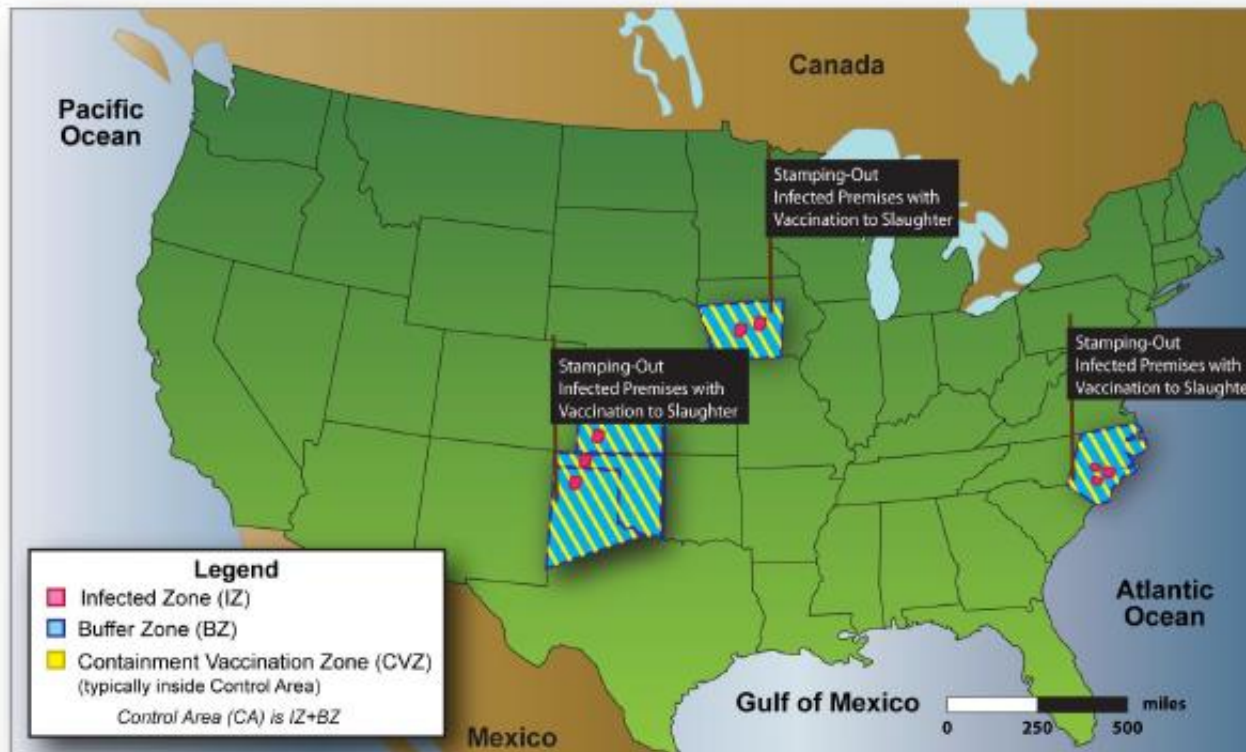 Canada
Pacific
Ocean
Stamping-Out
Infected Premises with
Vaccination to Slaughter
Stamping-Out
Infected Premises with
Vaccination to Slaughter
Stamping-Out
Infected Premises with
Vaccination to Slaughter
Legend
Infected Zone (IZ)
Buffer Zone (BZ)
Containment Vaccination Zone (CVZ)
(typically inside Control Area)
Control Area (CA) is IZ+BZ
Atlantic
Ocean
Gulf of Mexico
miles
0 250 500
Mexico